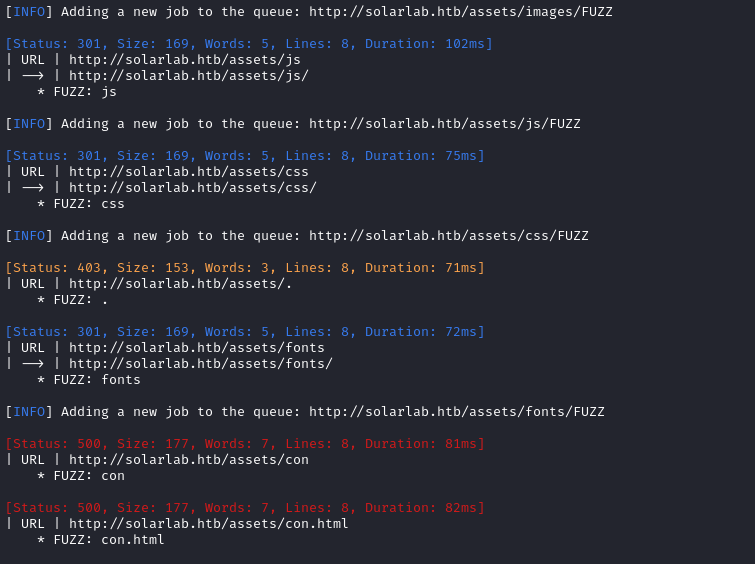 [INFO] Adding a new job to the queue: http://solarlab.htb/assets/images/FUZZ
[Status: 301, Size: 169, Words: 5, Lines: 8, Duration: 102ms]
| URL | http://solarlab.htb/assets/js
| --> | http://solarlab.htb/assets/js/
    * FUZZ: js
[INFO] Adding a new job to the queue: http://solarlab.htb/assets/js/FUZZ
[Status: 301, Size: 169, Words: 5, Lines: 8, Duration: 75ms]
| URL | http://solarlab.htb/assets/css
| --> | http://solarlab.htb/assets/css/
    * FUZZ: css
[INFO] Adding a new job to the queue: http://solarlab.htb/assets/css/FUZZ
[Status: 403, Size: 153, Words: 3, Lines: 8, Duration: 71ms]
| URL | http://solarlab.htb/assets/.
    * FUZZ: .
[Status: 301, Size: 169, Words: 5, Lines: 8, Duration: 72ms]
| URL | http://solarlab.htb/assets/fonts
| --> | http://solarlab.htb/assets/fonts/
    * FUZZ: fonts
[INFO] Adding a new job to the queue: http://solarlab.htb/assets/fonts/FUZZ
[Status: 500, Size: 177, Words: 7, Lines: 8, Duration: 81ms]
| URL | http://solarlab.htb/assets/con
    * FUZZ: con
[Status: 500, Size: 177, Words: 7, Lines: 8, Duration: 82ms]
| URL | http://solarlab.htb/assets/con.html
    * FUZZ: con.html